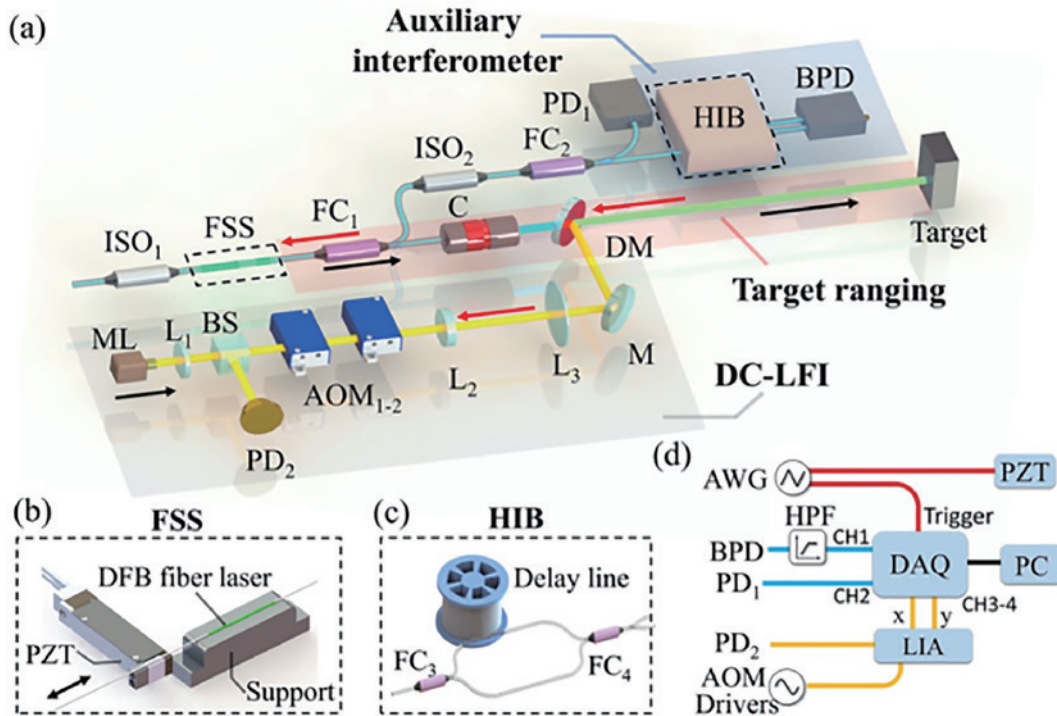 (a)
Auxiliary
interferometer
PD1
HIB
BPD
ISO2
FC2
FC1
C
ISO1
FSS
DM
Target
Target ranging
ML
L1
BS
AOM1-2
L2
L3
M
DC-LFI
PD2
(b)
FSS
DFB fiber laser
PZT
Support
(c)
HIB
Delay line
FC3
FC4
(d)
AWG
PZT
Trigger
HPF
BPD
CH1
DAQ
PC
PD1
CH2
CH3-4
x
y
PD2
LIA
AOM
Drivers